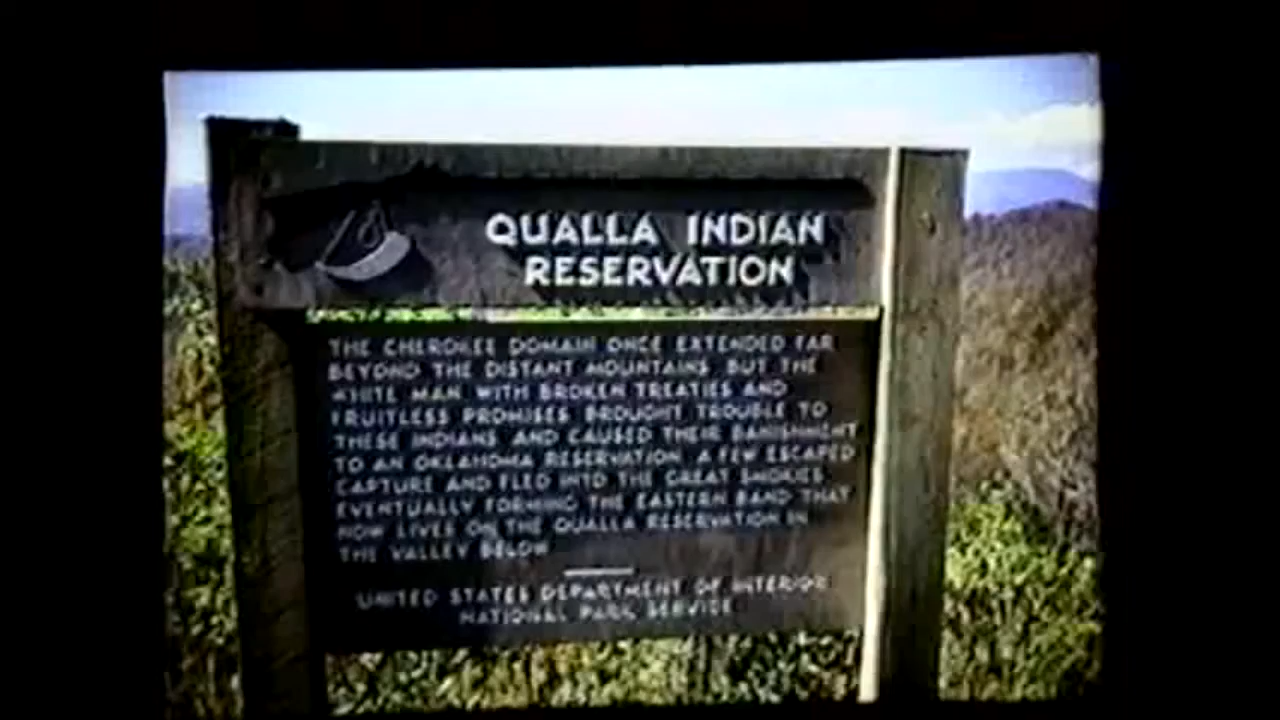 QUALLA INDIAN
RESERVATION
THE CHEROKEE DOMAIN ONCE EXTENDED FAR
BEYOND THE DISTANT MOUNTAINS BUT THE
WHITE MAN WITH BROKEN TREATIES AND
FRUITLESS PROMISES BROUGHT TROUBLE TO
THESE INDIANS AND CAUSED THEIR BANISHMENT
TO AN OKLAHOMA RESERVATION. A FEW ESCAPED
CAPTURE AND FLED INTO THE GREAT SMOKIES
EVENTUALLY FORMING THE EASTERN BAND THAT
NOW LIVES ON THE QUALLA RESERVATION IN
THE VALLEY BELOW
UNITED STATES DEPARTMENT OF INTERIOR
NATIONAL PARK SERVICE